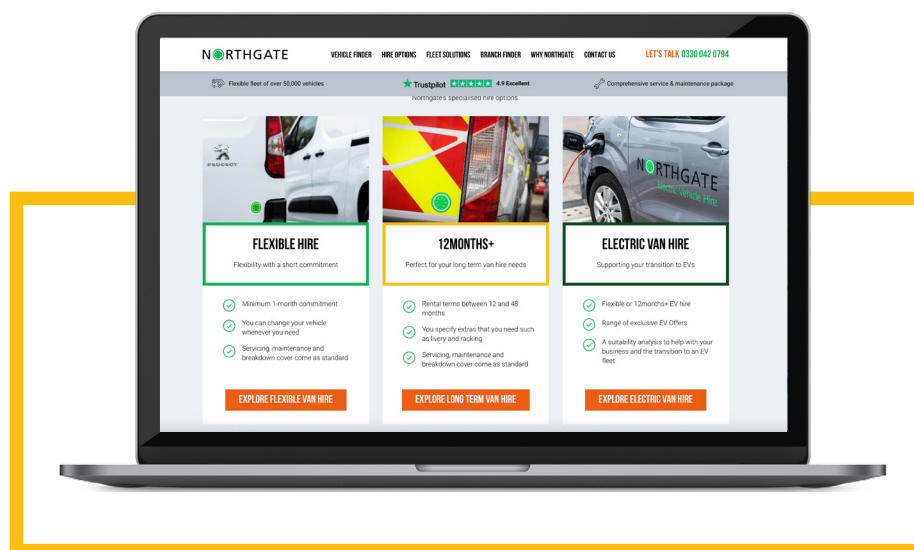 NORTHGATE
VEHICLE FINDER HIRE OPTIONS FLEET SOLUTIONS BRANCH FINDER WHY NORTHGATE CONTACT US LET'S TALK 0330 042 0794
Flexible fleet of over 50,000 vehicles
Trustpilot 4.9 Excellent
Comprehensive service & maintenance package
Northgate's specialised hire options.
PEUGEOT
NORTHGATE
Electric Vehicle Hire
FLEXIBLE HIRE
Flexibility with a short commitment
Minimum 1-month commitment
You can change your vehicle
whenever you need
Servicing, maintenance and
breakdown cover come as standard
EXPLORE FLEXIBLE VAN HIRE
12MONTHS+
Perfect for your long term van hire needs
Rental terms between 12 and 48
months
You specify extras that you need such
as livery and racking
Servicing, maintenance and
breakdown cover come as standard
EXPLORE LONG TERM VAN HIRE
ELECTRIC VAN HIRE
Supporting your transition to EVs
Flexible or 12months+ EV hire
Range of exclusive EV Offers
A suitability analysis to help with your
business and the transition to an EV
fleet
EXPLORE ELECTRIC VAN HIRE